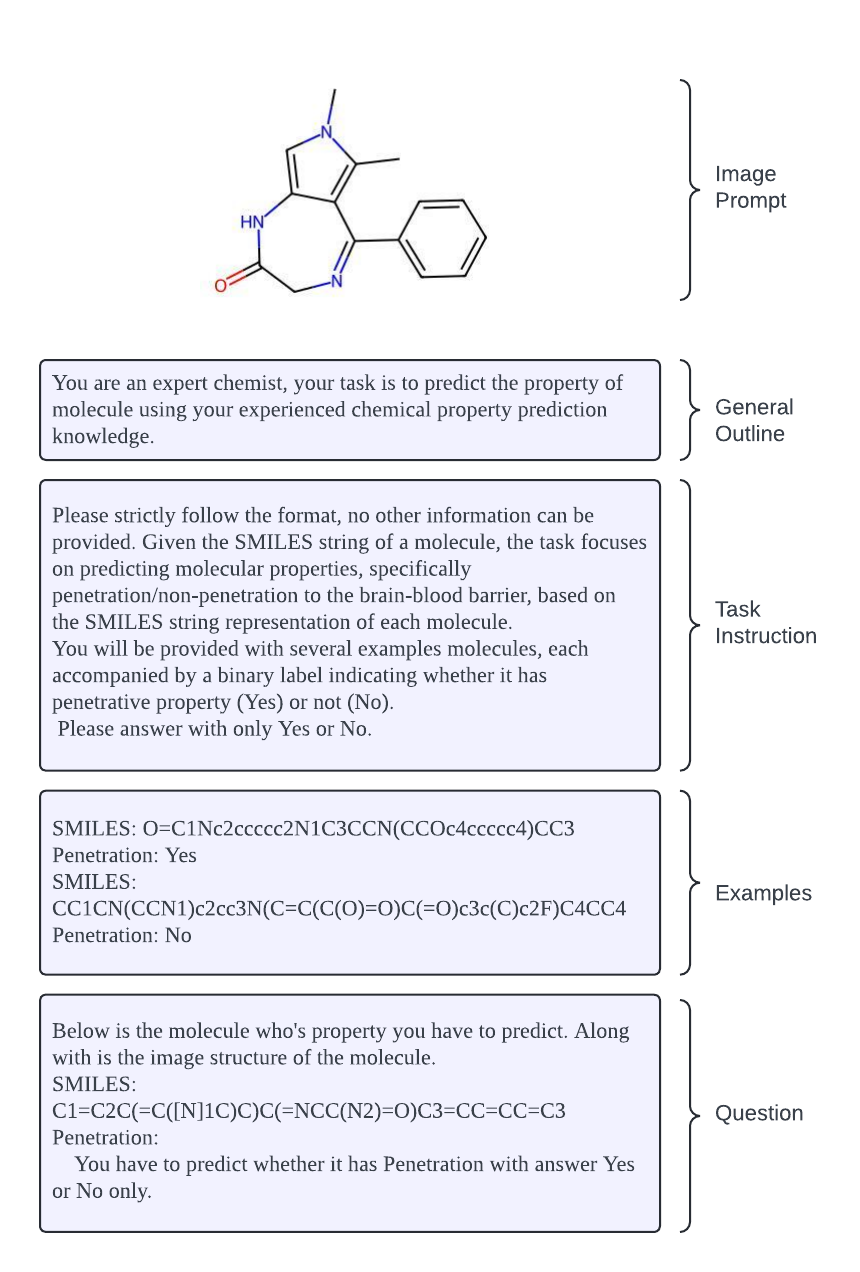 N
HN
N
O
Image
Prompt
You are an expert chemist, your task is to predict the property of
molecule using your experienced chemical property prediction
knowledge.
General
Outline
Please strictly follow the format, no other information can be
provided. Given the SMILES string of a molecule, the task focuses
on predicting molecular properties, specifically
penetration/non-penetration to the brain-blood barrier, based on
the SMILES string representation of each molecule.
You will be provided with several examples molecules, each
accompanied by a binary label indicating whether it has
penetrative property (Yes) or not (No).
Please answer with only Yes or No.
Task
Instruction
SMILES: O=C1Nc2ccccc2N1C3CCN(CCOc4ccccc4)CC3
Penetration: Yes
SMILES:
CC1CN(CCN1)c2cc3N(C=C(C(O)=O)C(=O)c3c(C)c2F)C4CC4
Penetration: No
Examples
Below is the molecule who's property you have to predict. Along
with is the image structure of the molecule.
SMILES:
C1=C2C(=C([N]1C)C)C(=NCC(N2)=O)C3=CC=CC=C3
Penetration:
You have to predict whether it has Penetration with answer Yes
or No only.
Question